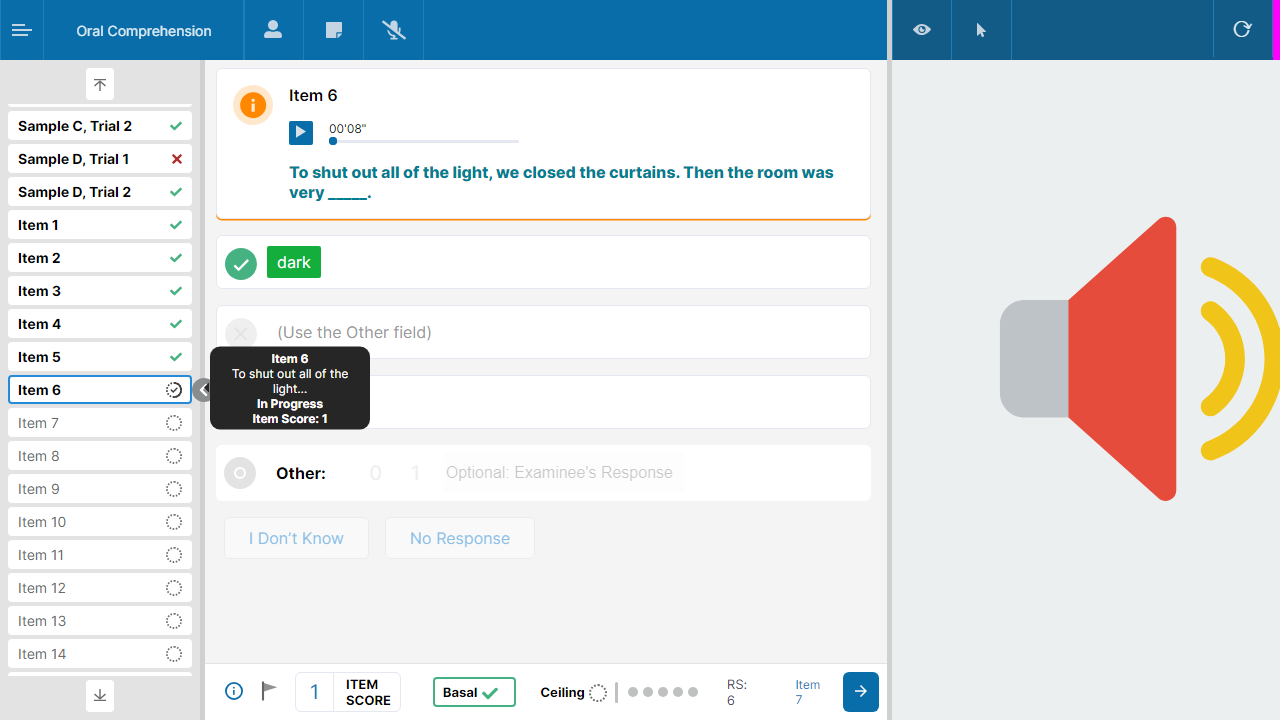 Oral Comprehension
Sample C, Trial 2
Sample D, Trial 1
Sample D, Trial 2
Item 1
Item 2
Item 3
Item 4
Item 5
Item 6
Item 7
Item 8
Item 9
Item 10
Item 11
Item 12
Item 13
Item 14
Item 6
00'08"
To shut out all of the light, we closed the curtains. Then the room was
very _____.
dark
(Use the Other field)
Item 6
To shut out all of the
light...
In Progress
Item Score: 1
Other:
0 1
Optional: Examinee's Response
I Don't Know
No Response
1
ITEM
SCORE
Basal
Ceiling
RS:
6
Item
7